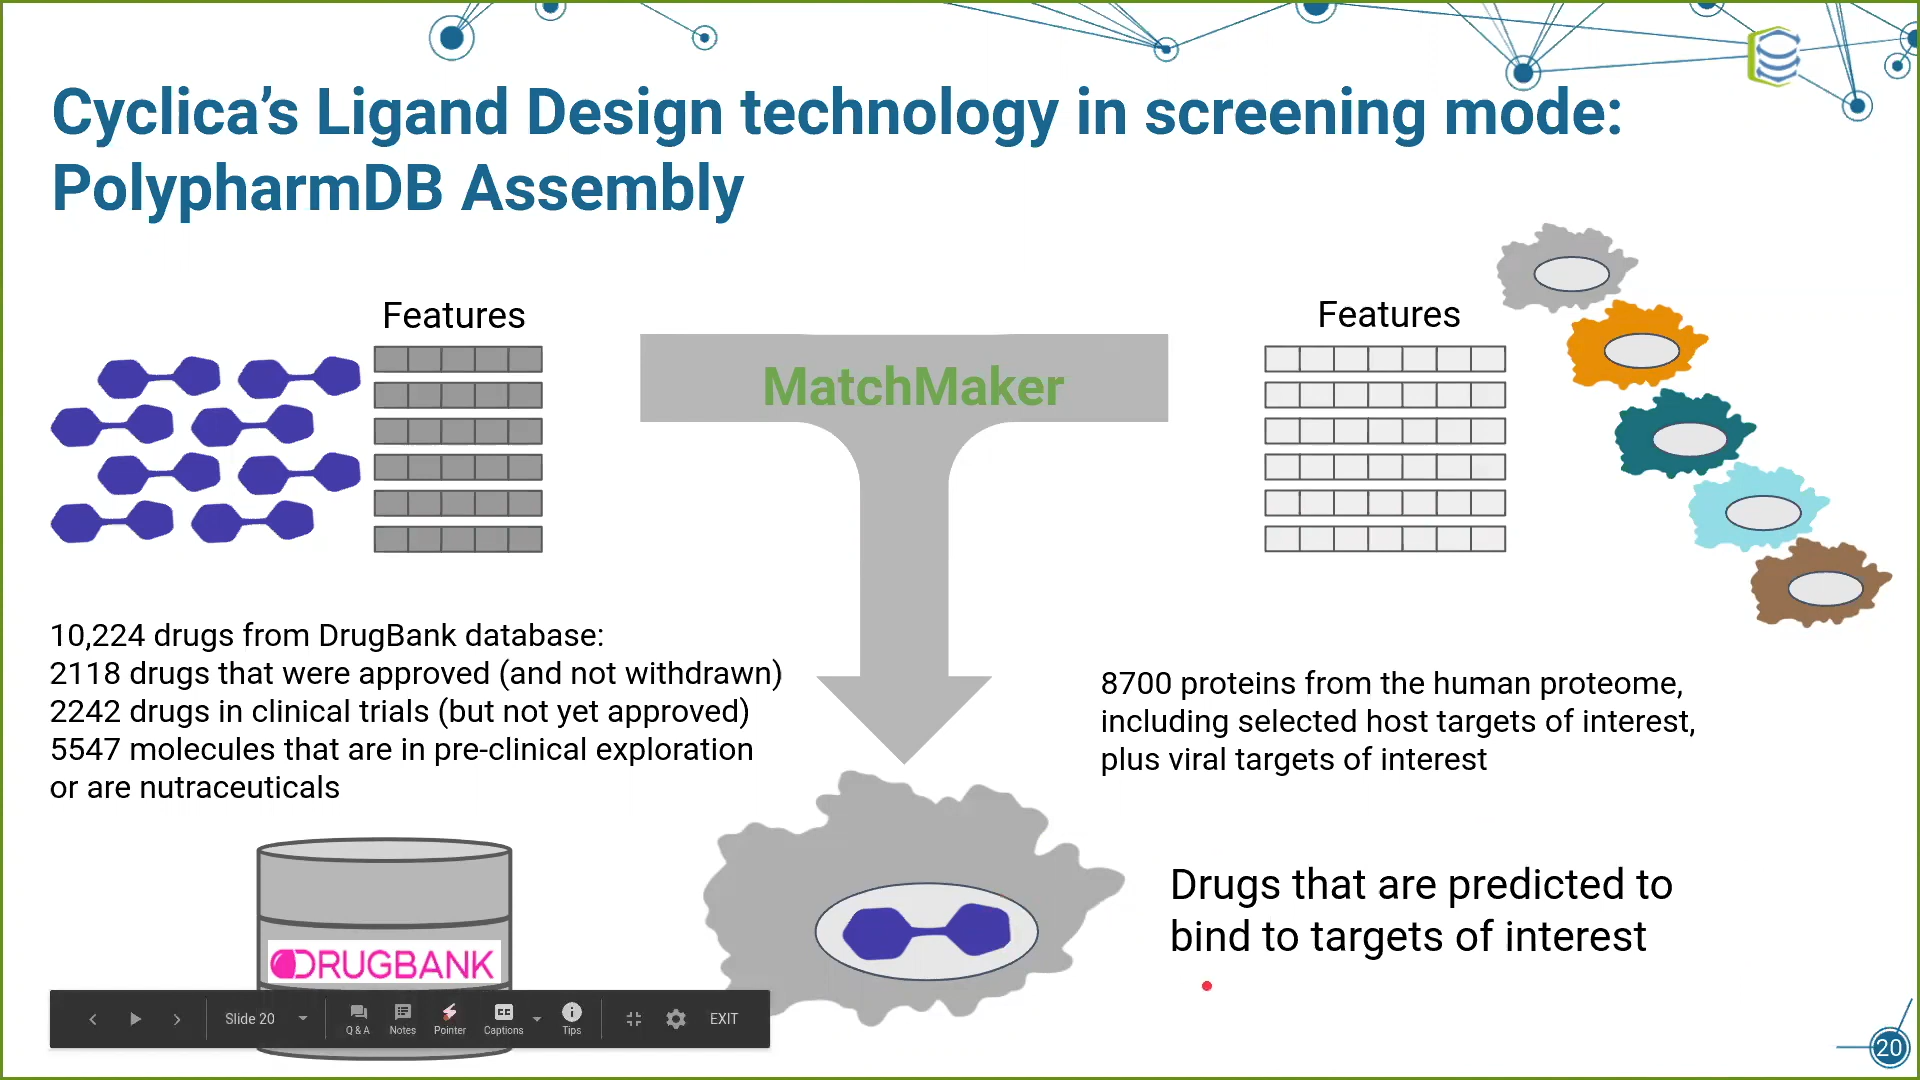 Cyclica’s Ligand Design technology in screening mode:
PolypharmDB Assembly
Features
Features
MatchMaker
10,224 drugs from DrugBank database:
2118 drugs that were approved (and not withdrawn)
2242 drugs in clinical trials (but not yet approved)
5547 molecules that are in pre-clinical exploration
or are nutraceuticals
8700 proteins from the human proteome,
including selected host targets of interest,
plus viral targets of interest
Drugs that are predicted to
bind to targets of interest
DRUGBANK
Slide 20
Q & A
Notes
Pointer
Captions
Tips
EXIT
20